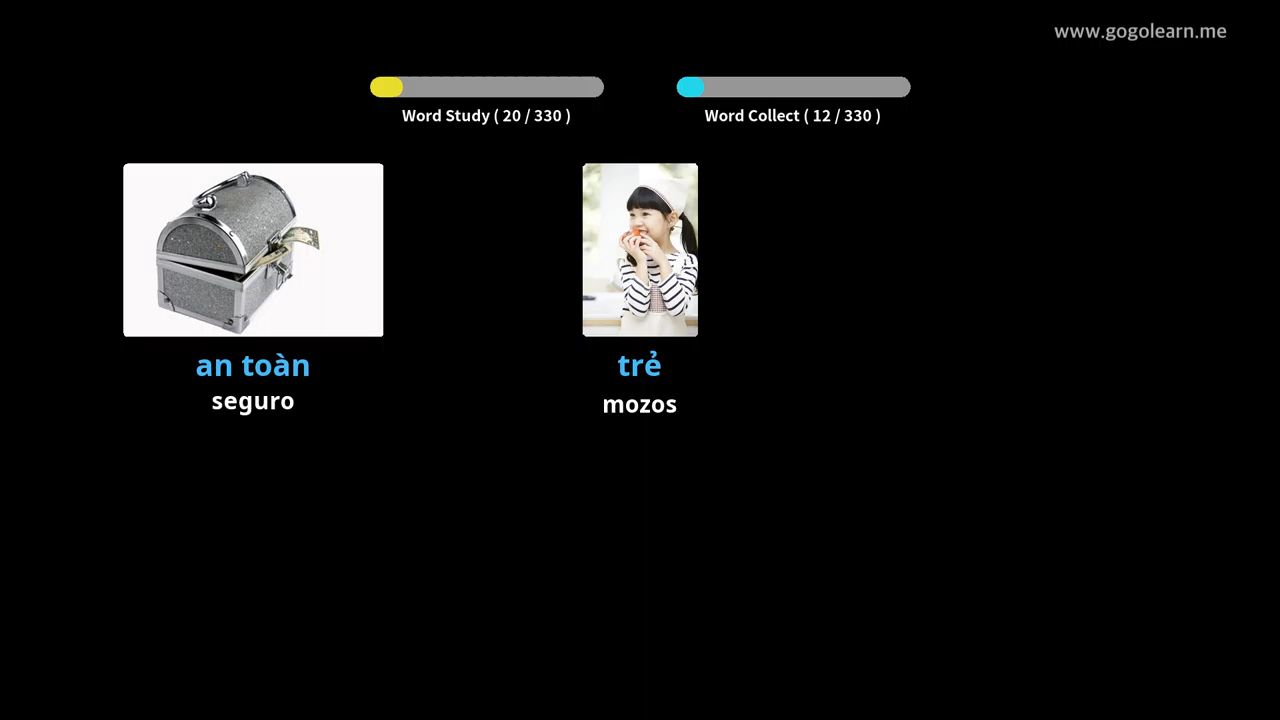 www.gogolearn.me
Word Study ( 20 / 330 )
Word Collect ( 12 / 330 )
an toàn
seguro
trẻ
mozos